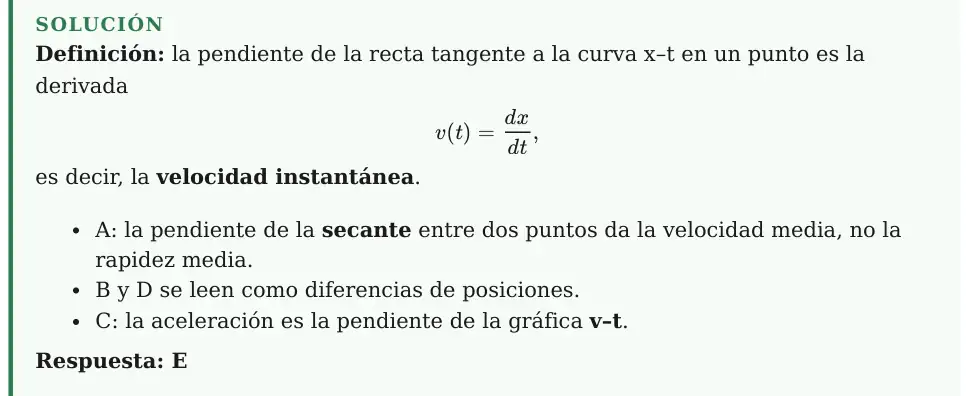 SOLUCIÓN
Definición: la pendiente de la recta tangente a la curva x–t en un punto es la
derivada
v(t) = dx/dt,
es decir, la velocidad instantánea.
• A: la pendiente de la secante entre dos puntos da la velocidad media, no la
rapidez media.
• B y D se leen como diferencias de posiciones.
• C: la aceleración es la pendiente de la gráfica v–t.
Respuesta: E